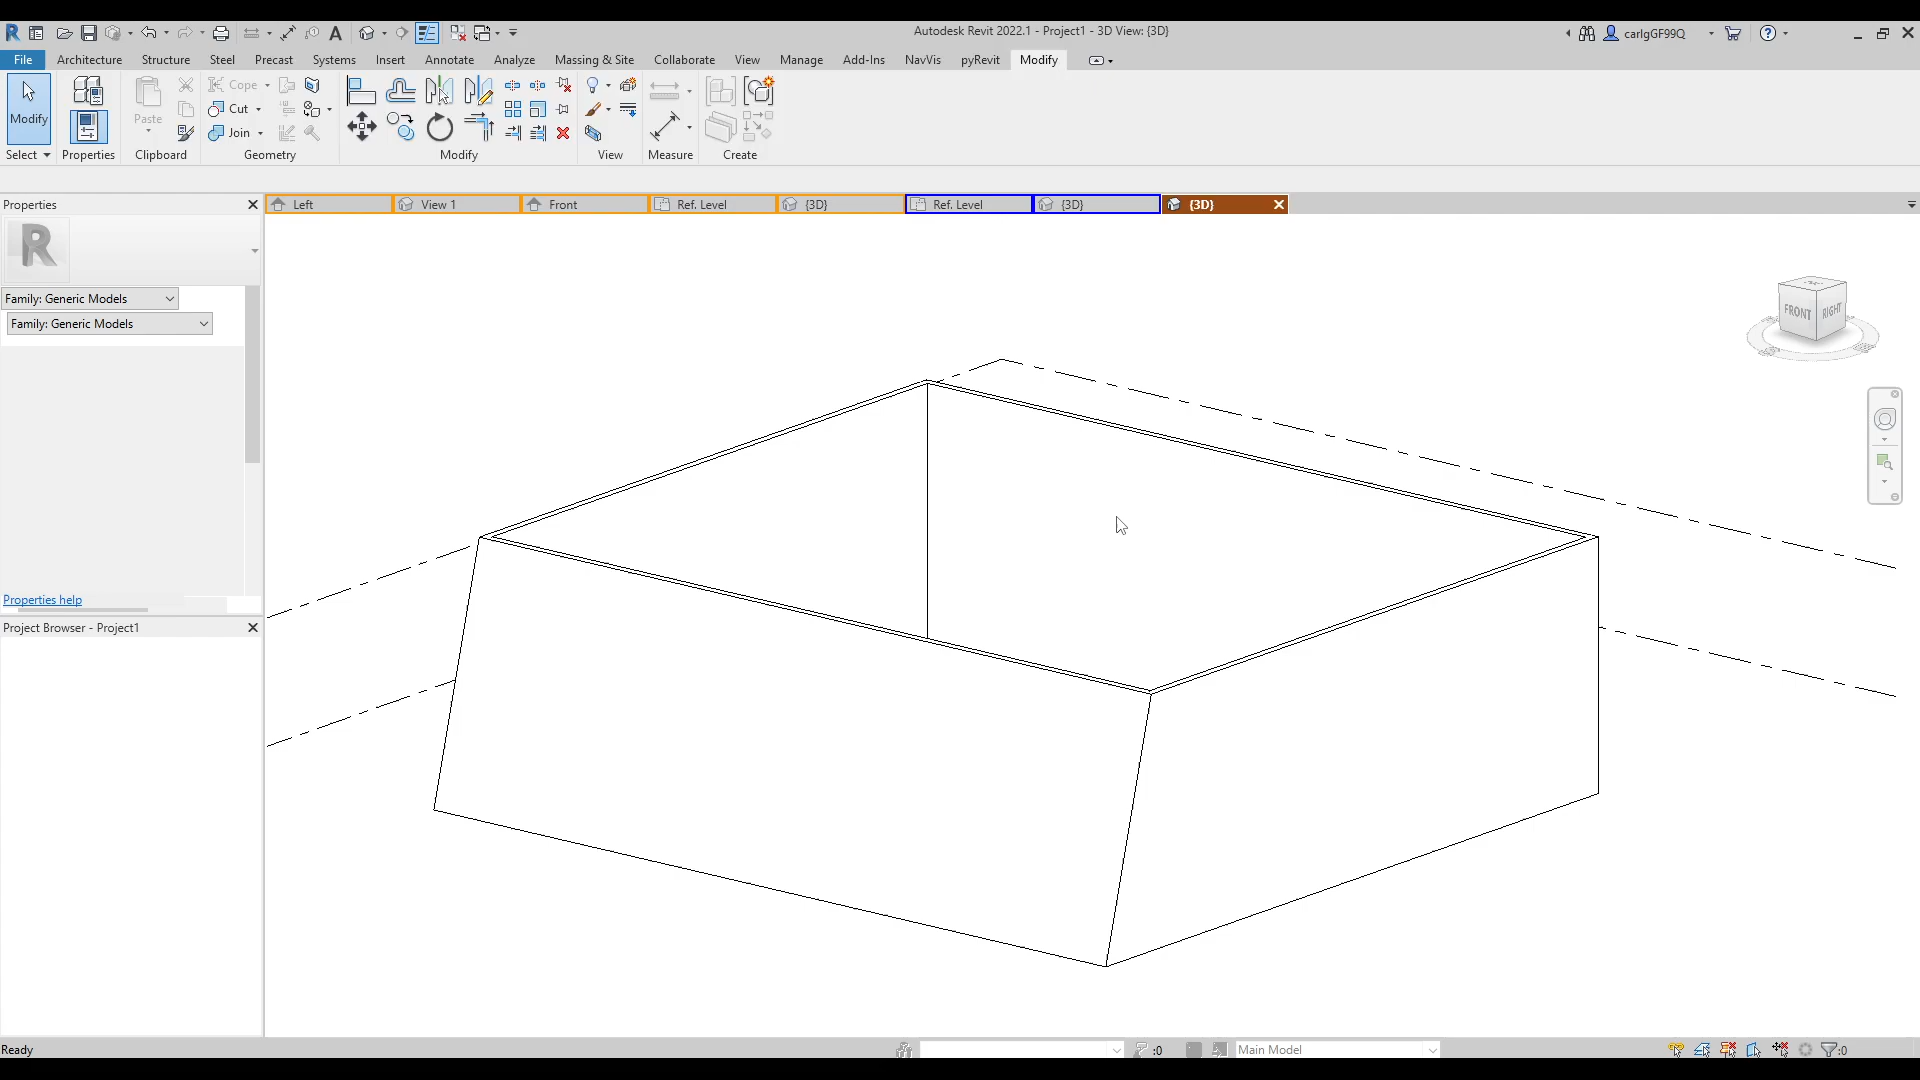 Autodesk Revit 2022.1 - Project1 - 3D View: {3D}
carlgGF99Q
File Architecture Structure Steel Precast Systems Insert Annotate Analyze Massing & Site Collaborate View Manage Add-Ins NavVis pyRevit Modify
Modify
Paste
Cope
Cut
Join
Select Properties Clipboard Geometry Modify View Measure Create
Properties
Left View 1 Front Ref. Level {3D} Ref. Level {3D} {3D}
Family: Generic Models
Family: Generic Models
Properties help
Project Browser - Project1
FRONT RIGHT
Ready
:0
Main Model
:0